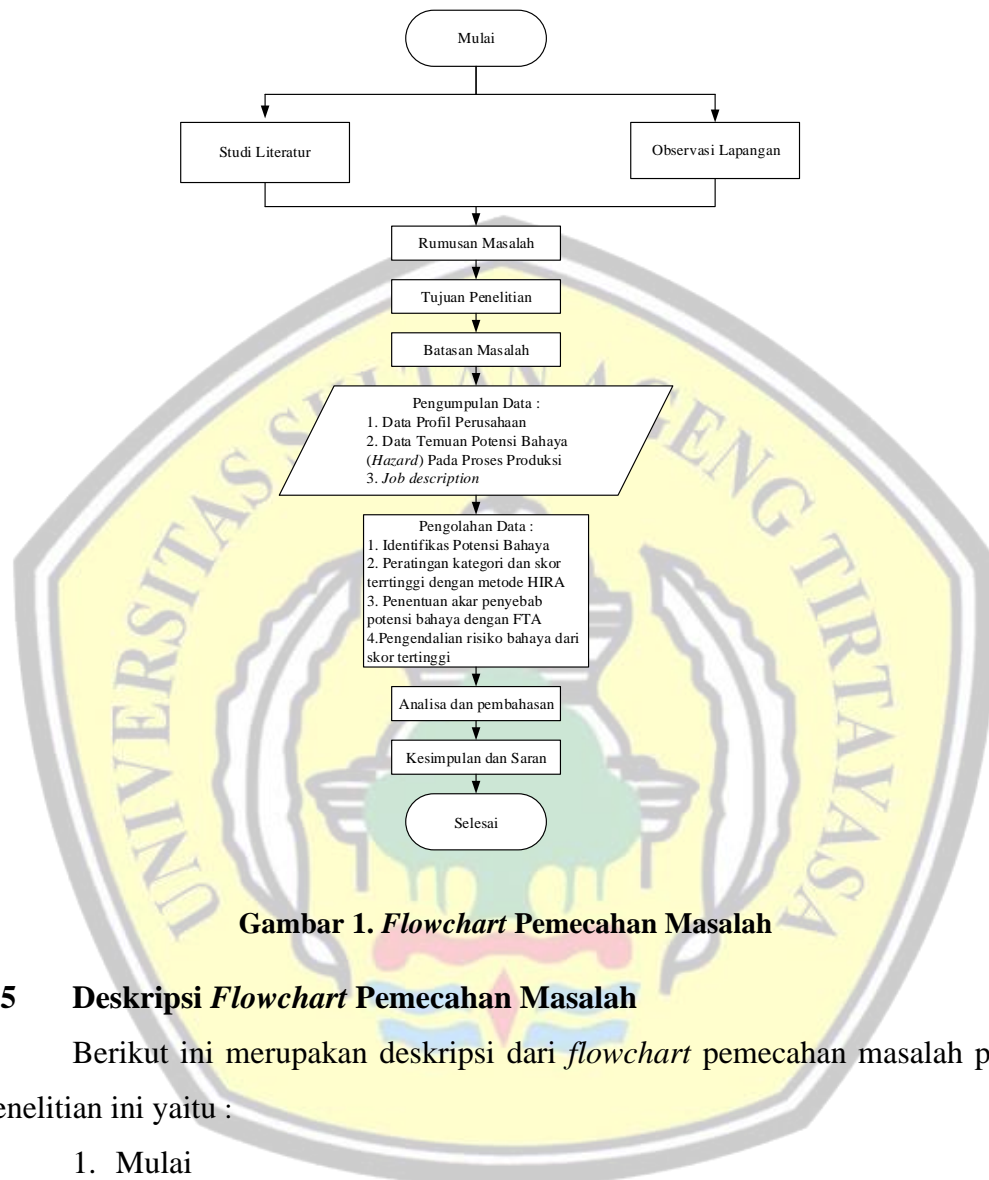 Mulai
Studi Literatur
Observasi Lapangan
Rumusan Masalah
Tujuan Penelitian
Batasan Masalah
Pengumpulan Data :
1. Data Profil Perusahaan
2. Data Temuan Potensi Bahaya
(Hazard) Pada Proses Produksi
3. Job description
Pengolahan Data :
1. Identifikas Potensi Bahaya
2. Peratingan kategori dan skor
terrtinggi dengan metode HIRA
3. Penentuan akar penyebab
potensi bahaya dengan FTA
4.Pengendalian risiko bahaya dari
skor tertinggi
Analisa dan pembahasan
Kesimpulan dan Saran
Selesai
UNIVERSITAS SULTAN AGENG TIRTAYASA
Gambar 1. Flowchart Pemecahan Masalah
5 Deskripsi Flowchart Pemecahan Masalah
Berikut ini merupakan deskripsi dari flowchart pemecahan masalah p
enelitian ini yaitu :
1. Mulai